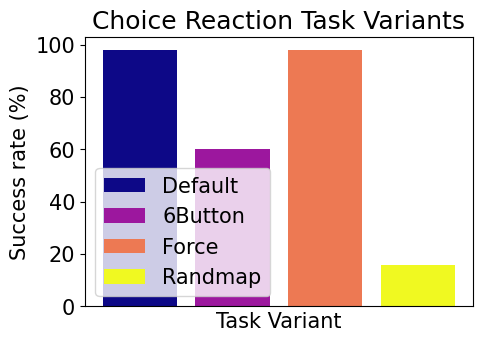 Choice Reaction Task Variants
Success rate (%)
100
80
60
40
20
0
Default
6Button
Force
Randmap
Task Variant